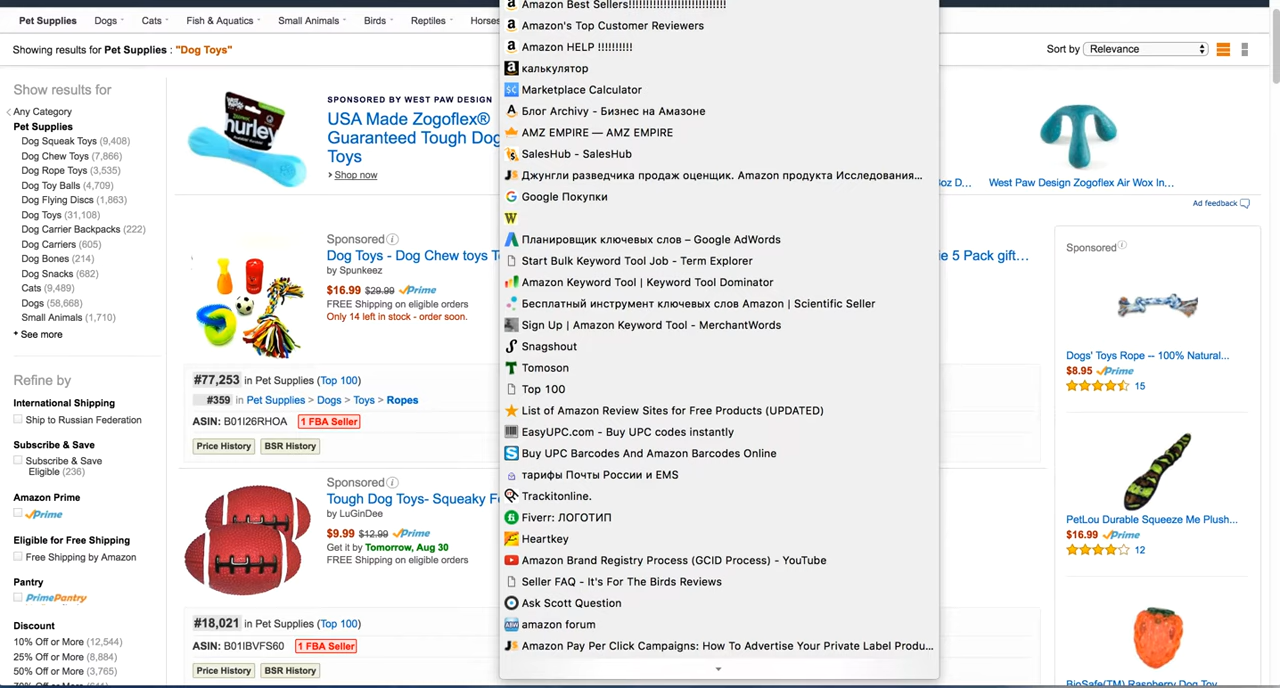 Pet Supplies Dogs Cats Fish & Aquatics Small Animals Birds Reptiles Horses
Showing results for Pet Supplies : "Dog Toys"
Sort by Relevance
Show results for
Any Category
Pet Supplies
Dog Squeak Toys (9,408)
Dog Chew Toys (7,866)
Dog Rope Toys (3,535)
Dog Toy Balls (4,709)
Dog Flying Discs (1,863)
Dog Toys (31,108)
Dog Carrier Backpacks (222)
Dog Carriers (605)
Dog Bones (214)
Dog Snacks (682)
Cats (9,489)
Dogs (58,668)
Small Animals (1,710)
+ See more
Refine by
International Shipping
Ship to Russian Federation
Subscribe & Save
Subscribe & Save
Eligible (236)
Amazon Prime
Prime
Eligible for Free Shipping
Free Shipping by Amazon
Pantry
PrimePantry
Discount
10% Off or More (12,544)
25% Off or More (8,884)
50% Off or More (3,765)
hurley
SPONSORED BY WEST PAW DESIGN
USA Made Zogoflex®
Guaranteed Tough Dog
Toys
Shop now
Sponsored
Dog Toys - Dog Chew toys
by Spunkeez
$16.99 $29.99 Prime
FREE Shipping on eligible orders
Only 14 left in stock - order soon.
#77,253 in Pet Supplies (Top 100)
#359 in Pet Supplies > Dogs > Toys > Ropes
ASIN: B01I26RHOA 1 FBA Seller
Price History BSR History
Sponsored
Tough Dog Toys- Squeaky
by LuGinDee
$9.99 $12.99 Prime
Get it by Tomorrow, Aug 30
FREE Shipping on eligible orders
#18,021 in Pet Supplies (Top 100)
ASIN: B01IBVFS60 1 FBA Seller
Price History BSR History
Amazon Best Sellers!!!!!!!!!!!!!!!!!!!!!!!!!!!!
Amazon's Top Customer Reviewers
Amazon HELP !!!!!!!!!!
калькулятор
Marketplace Calculator
Блог Archivy - Бизнес на Амазоне
AMZ EMPIRE — AMZ EMPIRE
SalesHub - SalesHub
Джунгли разведчика продаж оценщик. Amazon продукта Исследования...
Google Покупки
W
Планировщик ключевых слов – Google AdWords
Start Bulk Keyword Tool Job - Term Explorer
Amazon Keyword Tool | Keyword Tool Dominator
Бесплатный инструмент ключевых слов Amazon | Scientific Seller
Sign Up | Amazon Keyword Tool - MerchantWords
Snagshout
Tomoson
Top 100
List of Amazon Review Sites for Free Products (UPDATED)
EasyUPC.com - Buy UPC codes instantly
Buy UPC Barcodes And Amazon Barcodes Online
тарифы Почты России и EMS
Trackitonline.
Fiverr: ЛОГОТИП
Heartkey
Amazon Brand Registry Process (GCID Process) - YouTube
Seller FAQ - It's For The Birds Reviews
Ask Scott Question
amazon forum
Amazon Pay Per Click Campaigns: How To Advertise Your Private Label Produ...
oz D...
West Paw Design Zogoflex Air Wox In...
Ad feedback
5 Pack gift...
Sponsored
Dogs' Toys Rope -- 100% Natural...
$8.95 Prime
15
PetLou Durable Squeeze Me Plush...
$16.99 Prime
12
BioSafe(TM) Raspberry Dog Toy